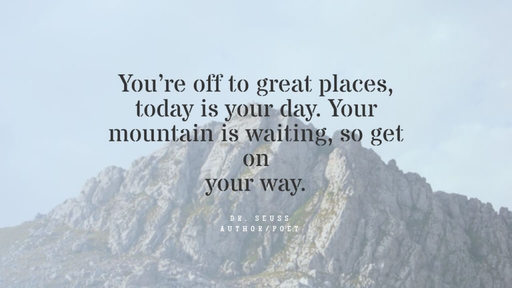 You’re off to great places,
today is your day. Your
mountain is waiting, so get
on
your way.
DR. SEUSS
AUTHOR/POET